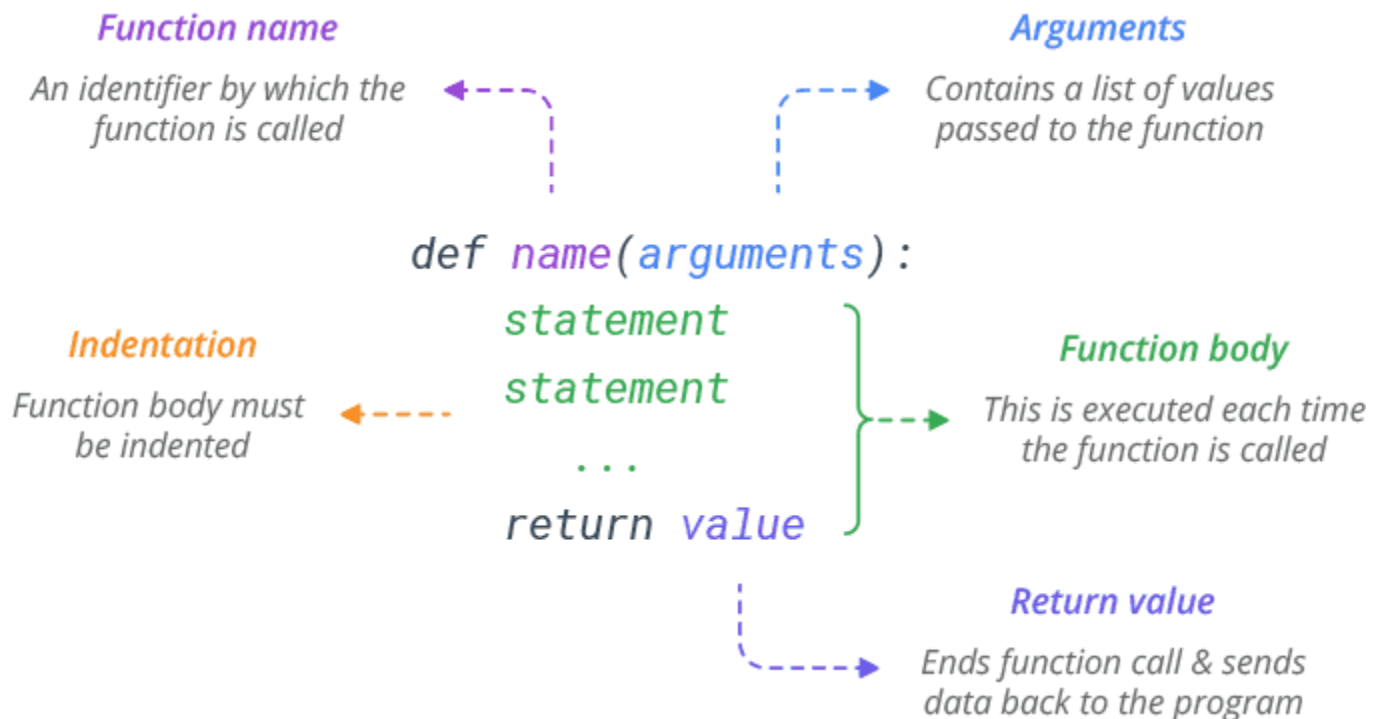 Function name
An identifier by which the
function is called
Arguments
Contains a list of values
passed to the function
def name(arguments):
statement
statement
...
return value
Indentation
Function body must
be indented
Function body
This is executed each time
the function is called
Return value
Ends function call & sends
data back to the program